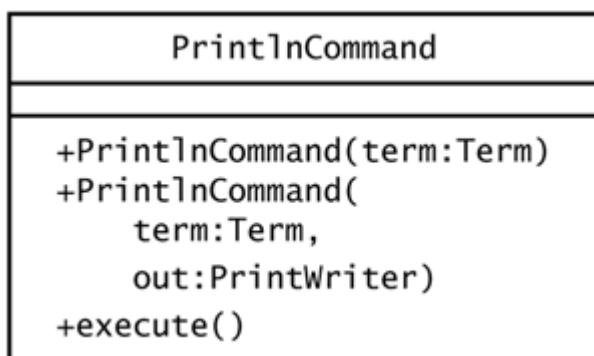 PrintlnCommand
+PrintlnCommand(term:Term)
+PrintlnCommand(
term:Term,
out:PrintWriter)
+execute()